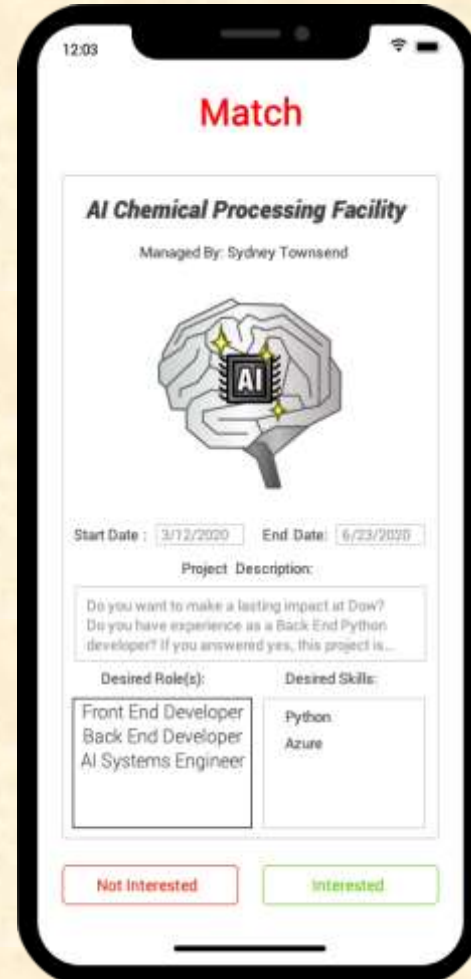 12:03
Match
AI Chemical Processing Facility
Managed By: Sydney Townsend
AI
Start Date : 3/12/2020 End Date: 6/23/2020
Project Description:
Do you want to make a lasting impact at Dow?
Do you have experience as a Back End Python
developer? If you answered yes, this project is...
Desired Role(s): Desired Skills:
Front End Developer
Back End Developer
AI Systems Engineer
Python
Azure
Not Interested Interested